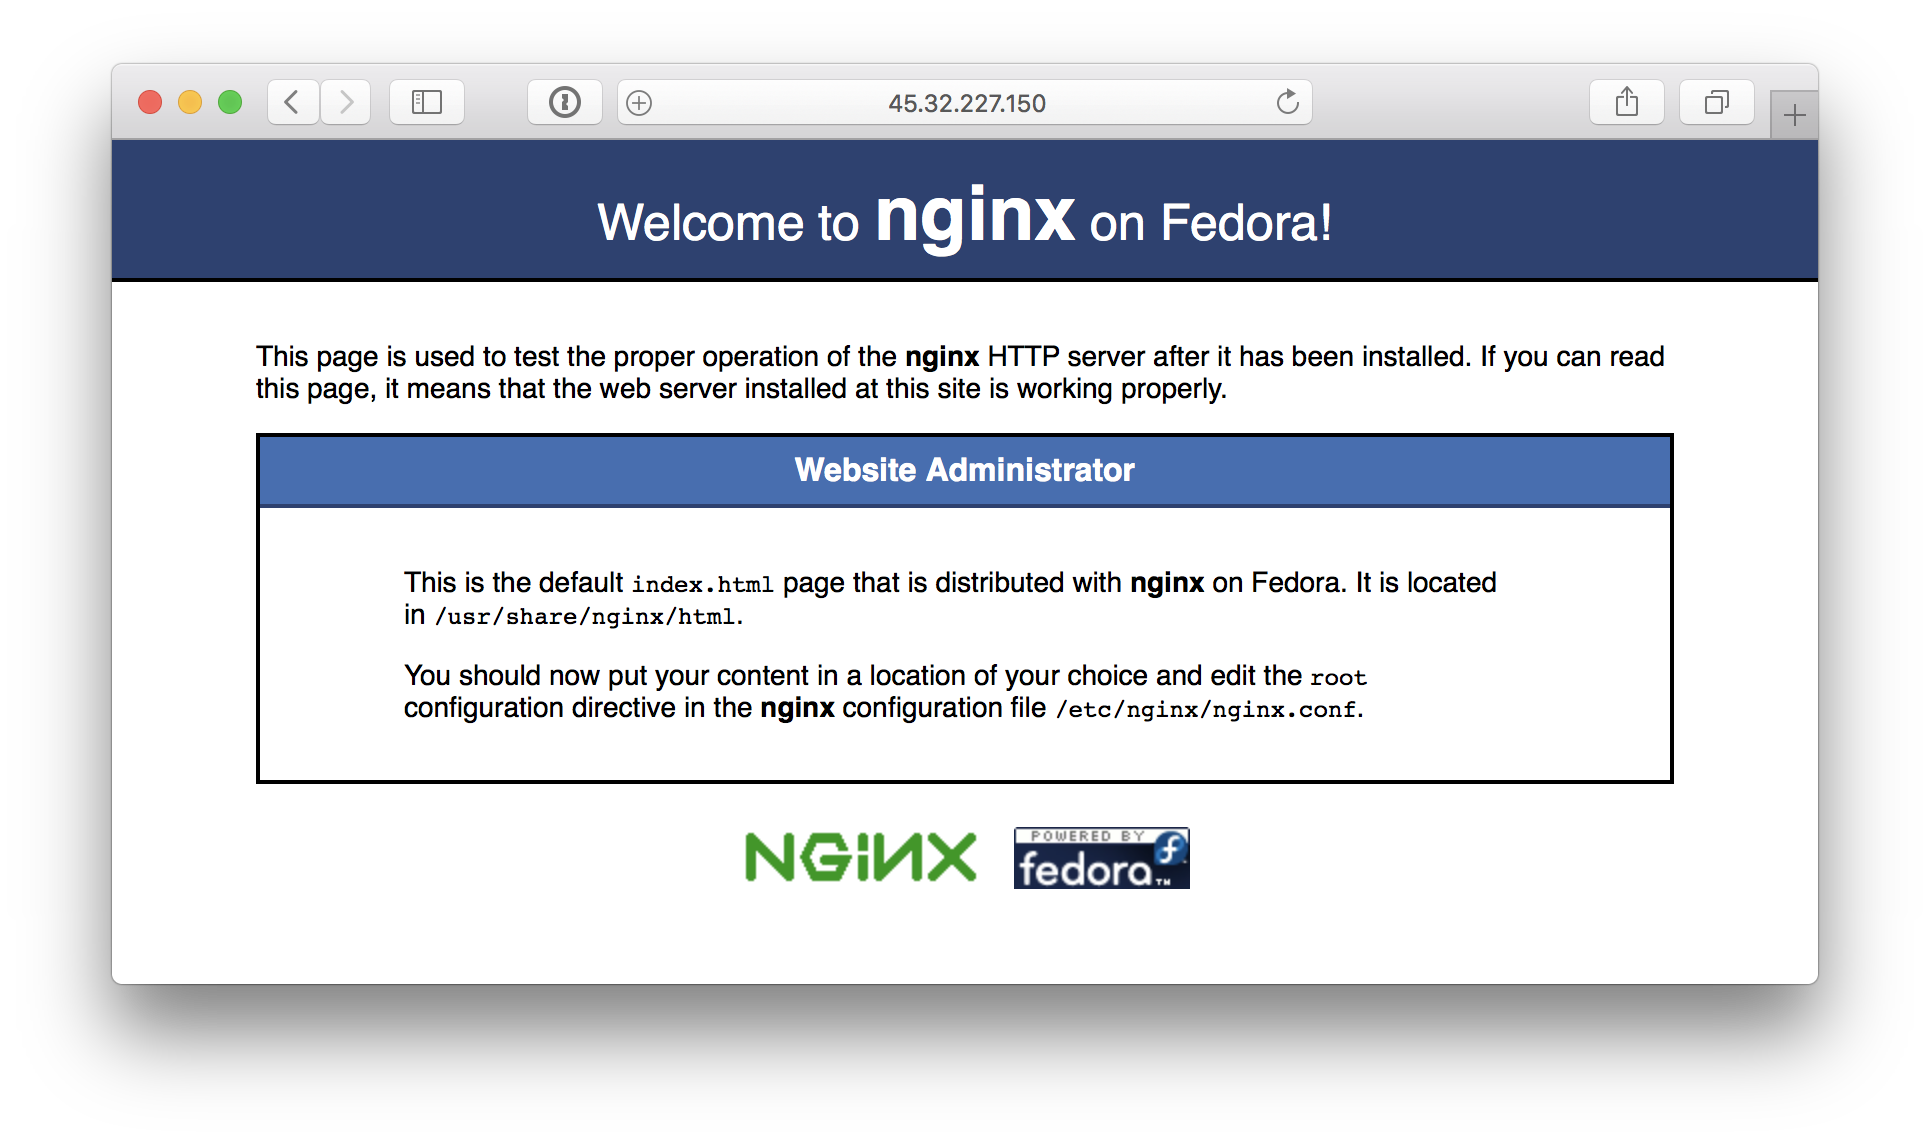 45.32.227.150
Welcome to nginx on Fedora!
This page is used to test the proper operation of the nginx HTTP server after it has been installed. If you can read
this page, it means that the web server installed at this site is working properly.
Website Administrator
This is the default index.html page that is distributed with nginx on Fedora. It is located
in /usr/share/nginx/html.
You should now put your content in a location of your choice and edit the root
configuration directive in the nginx configuration file /etc/nginx/nginx.conf.
NGINX
POWERED BY
fedora™